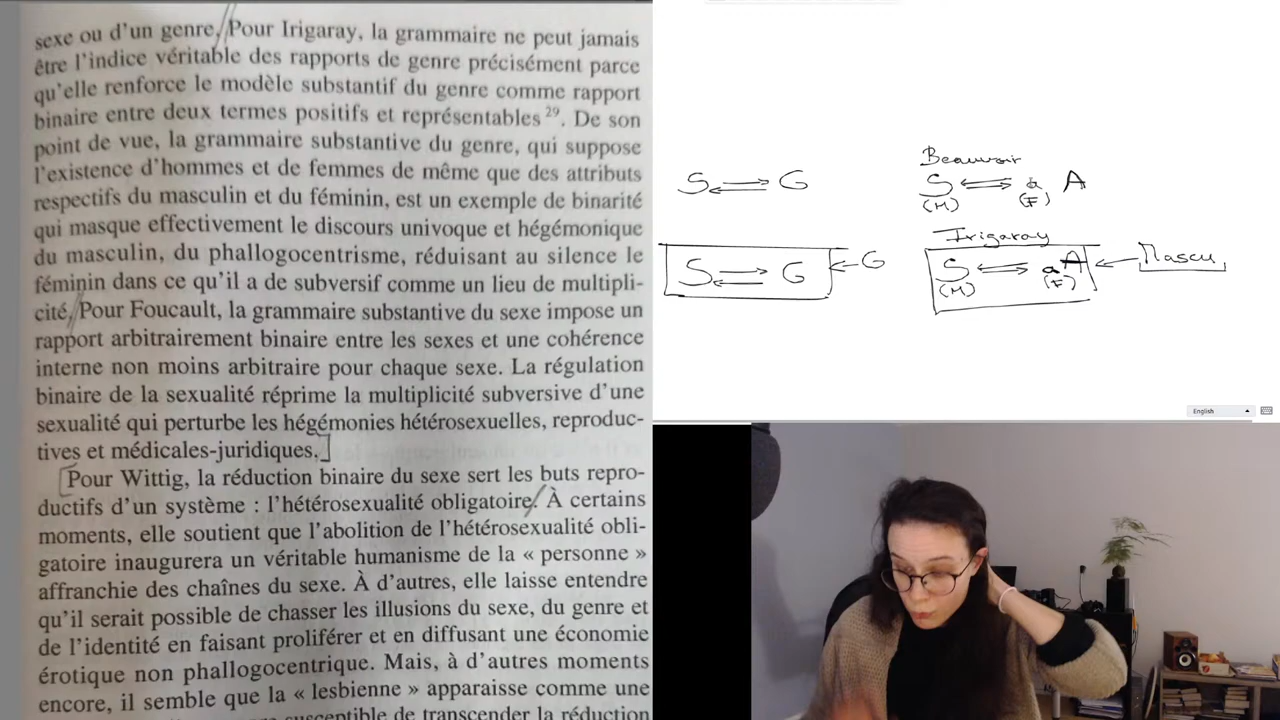 sexe ou d'un genre. Pour Irigaray, la grammaire ne peut jamais
être l'indice véritable des rapports de genre précisément parce
qu'elle renforce le modèle substantif du genre comme rapport
binaire entre deux termes positifs et représentables 29. De son
point de vue, la grammaire substantive du genre, qui suppose
l'existence d'hommes et de femmes de même que des attributs
respectifs du masculin et du féminin, est un exemple de binarité
qui masque effectivement le discours univoque et hégémonique
du masculin, du phallogocentrisme, réduisant au silence le
féminin dans ce qu'il a de subversif comme un lieu de multipli-
cité. Pour Foucault, la grammaire substantive du sexe impose un
rapport arbitrairement binaire entre les sexes et une cohérence
interne non moins arbitraire pour chaque sexe. La régulation
binaire de la sexualité réprime la multiplicité subversive d'une
sexualité qui perturbe les hégémonies hétérosexuelles, reproduc-
tives et médicales-juridiques.
Pour Wittig, la réduction binaire du sexe sert les buts repro-
ductifs d'un système : l'hétérosexualité obligatoire. À certains
moments, elle soutient que l'abolition de l'hétérosexualité obli-
gatoire inaugurera un véritable humanisme de la « personne »
affranchie des chaînes du sexe. À d'autres, elle laisse entendre
qu'il serait possible de chasser les illusions du sexe, du genre et
de l'identité en faisant proliférer et en diffusant une économie
érotique non phallogocentrique. Mais, à d'autres moments
encore, il semble que la « lesbienne » apparaisse comme une
susceptible de transcender la réduction
S ⇄ G
S ⇄ G ← G
Beauvoir
S ⇄ a A
(M) (F)
Irigaray
S ⇄ a A ← Mascu
(M) (F)
English